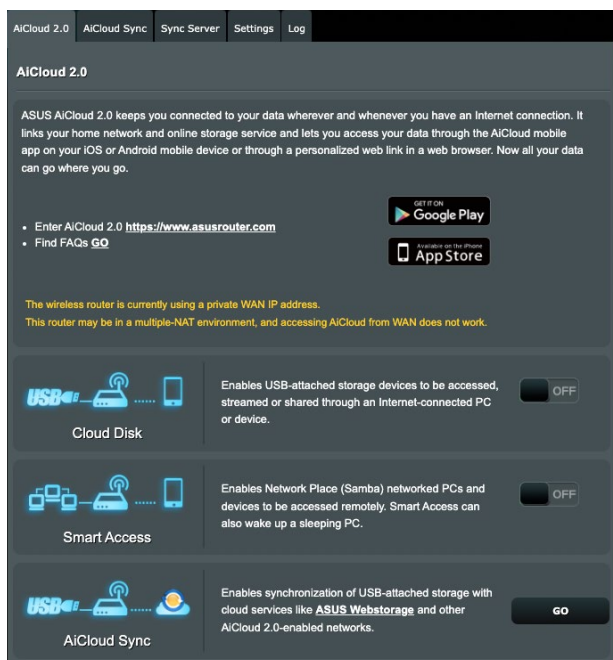 AiCloud 2.0 AiCloud Sync Sync Server Settings Log
AiCloud 2.0
ASUS AiCloud 2.0 keeps you connected to your data wherever and whenever you have an Internet connection. It
links your home network and online storage service and lets you access your data through the AiCloud mobile
app on your iOS or Android mobile device or through a personalized web link in a web browser. Now all your data
can go where you go.
GET IT ON
Google Play
• Enter AiCloud 2.0 https://www.asusrouter.com
• Find FAQs GO
Available on the iPhone
App Store
The wireless router is currently using a private WAN IP address.
This router may be in a multiple-NAT environment, and accessing AiCloud from WAN does not work.
USB
Cloud Disk
Enables USB-attached storage devices to be accessed,
streamed or shared through an Internet-connected PC
or device.
OFF
Smart Access
Enables Network Place (Samba) networked PCs and
devices to be accessed remotely. Smart Access can
also wake up a sleeping PC.
OFF
USB
AiCloud Sync
Enables synchronization of USB-attached storage with
cloud services like ASUS Webstorage and other
AiCloud 2.0-enabled networks.
GO